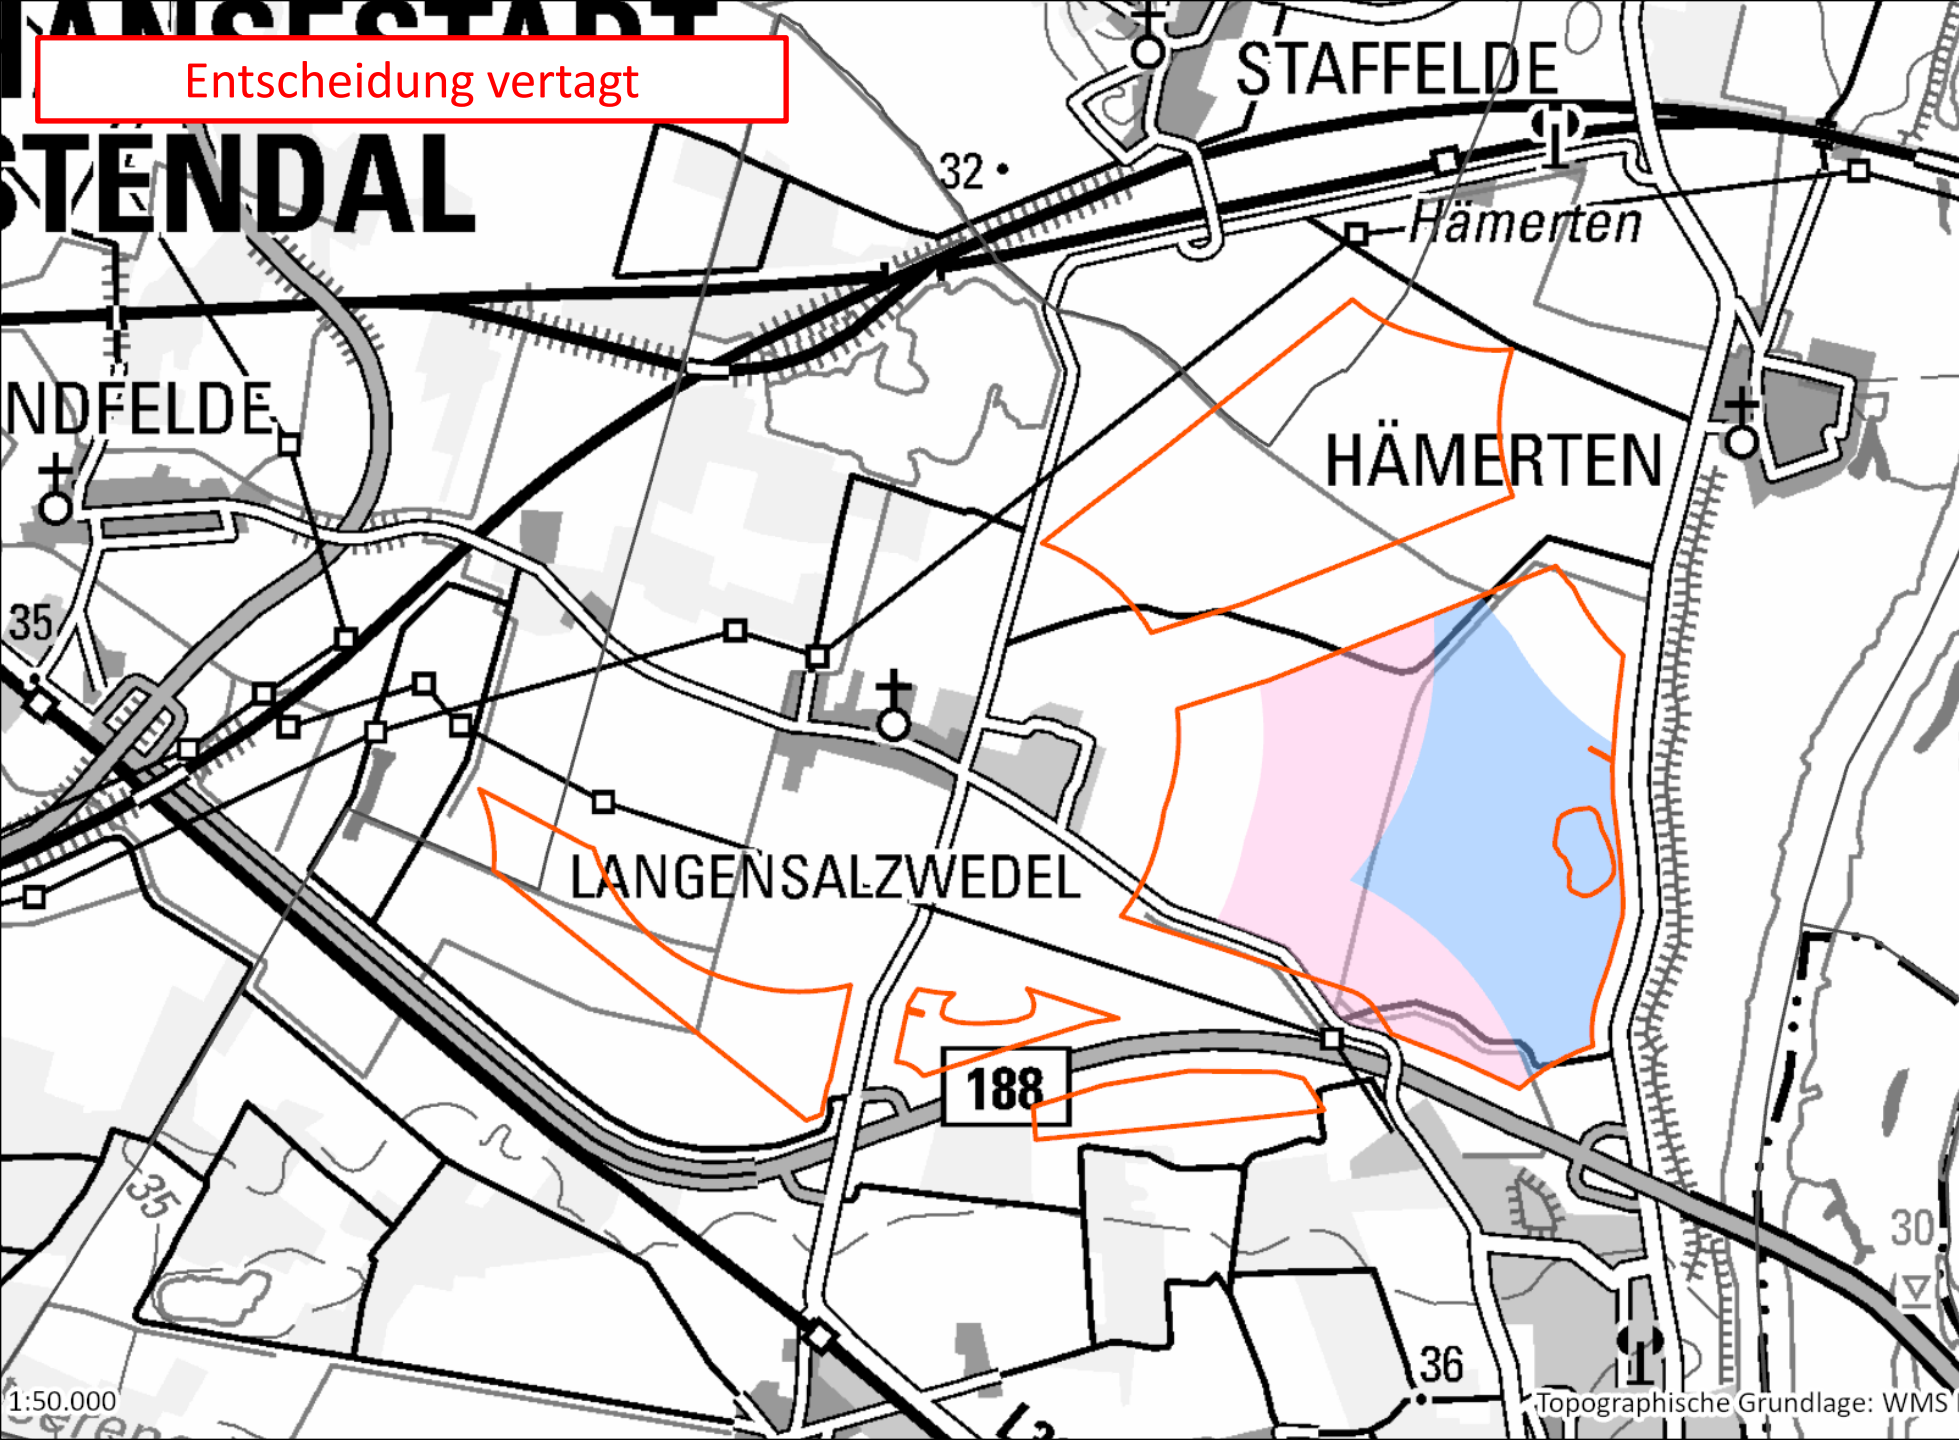 HANSESTADT
Entscheidung vertagt
STENDAL
STAFFELDE
32
Hämerten
NDFELDE
HÄMERTEN
35
LANGENSALZWEDEL
188
35
30
36
1:50.000
Topographische Grundlage: WMS